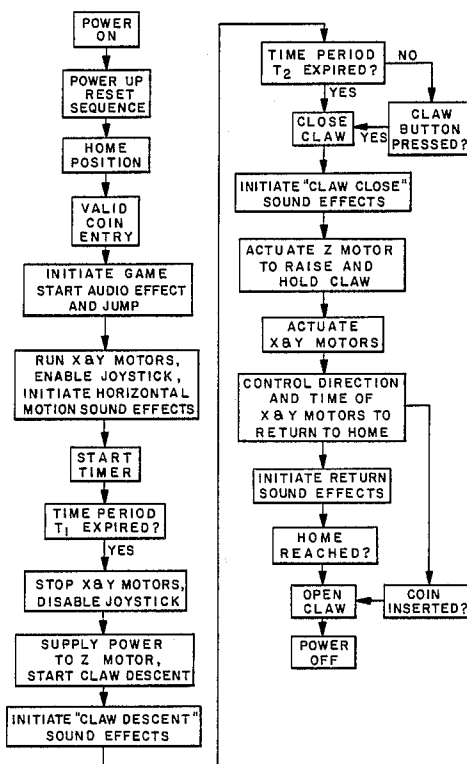 POWER
ON
POWER UP
RESET
SEQUENCE
HOME
POSITION
VALID
COIN
ENTRY
INITIATE GAME
START AUDIO EFFECT
AND JUMP
RUN X&Y MOTORS,
ENABLE JOYSTICK,
INITIATE HORIZONTAL
MOTION SOUND EFFECTS
START
TIMER
TIME PERIOD
T1 EXPIRED?
YES
STOP X&Y MOTORS,
DISABLE JOYSTICK
SUPPLY POWER
TO Z MOTOR,
START CLAW DESCENT
INITIATE "CLAW DESCENT"
SOUND EFFECTS
TIME PERIOD
T2 EXPIRED?
NO
YES
CLOSE
CLAW
YES
CLAW
BUTTON
PRESSED?
INITIATE "CLAW CLOSE"
SOUND EFFECTS
ACTUATE Z MOTOR
TO RAISE AND
HOLD CLAW
ACTUATE
X&Y MOTORS
CONTROL DIRECTION
AND TIME OF
X&Y MOTORS TO
RETURN TO HOME
INITIATE RETURN
SOUND EFFECTS
HOME
REACHED?
OPEN
CLAW
COIN
INSERTED?
POWER
OFF